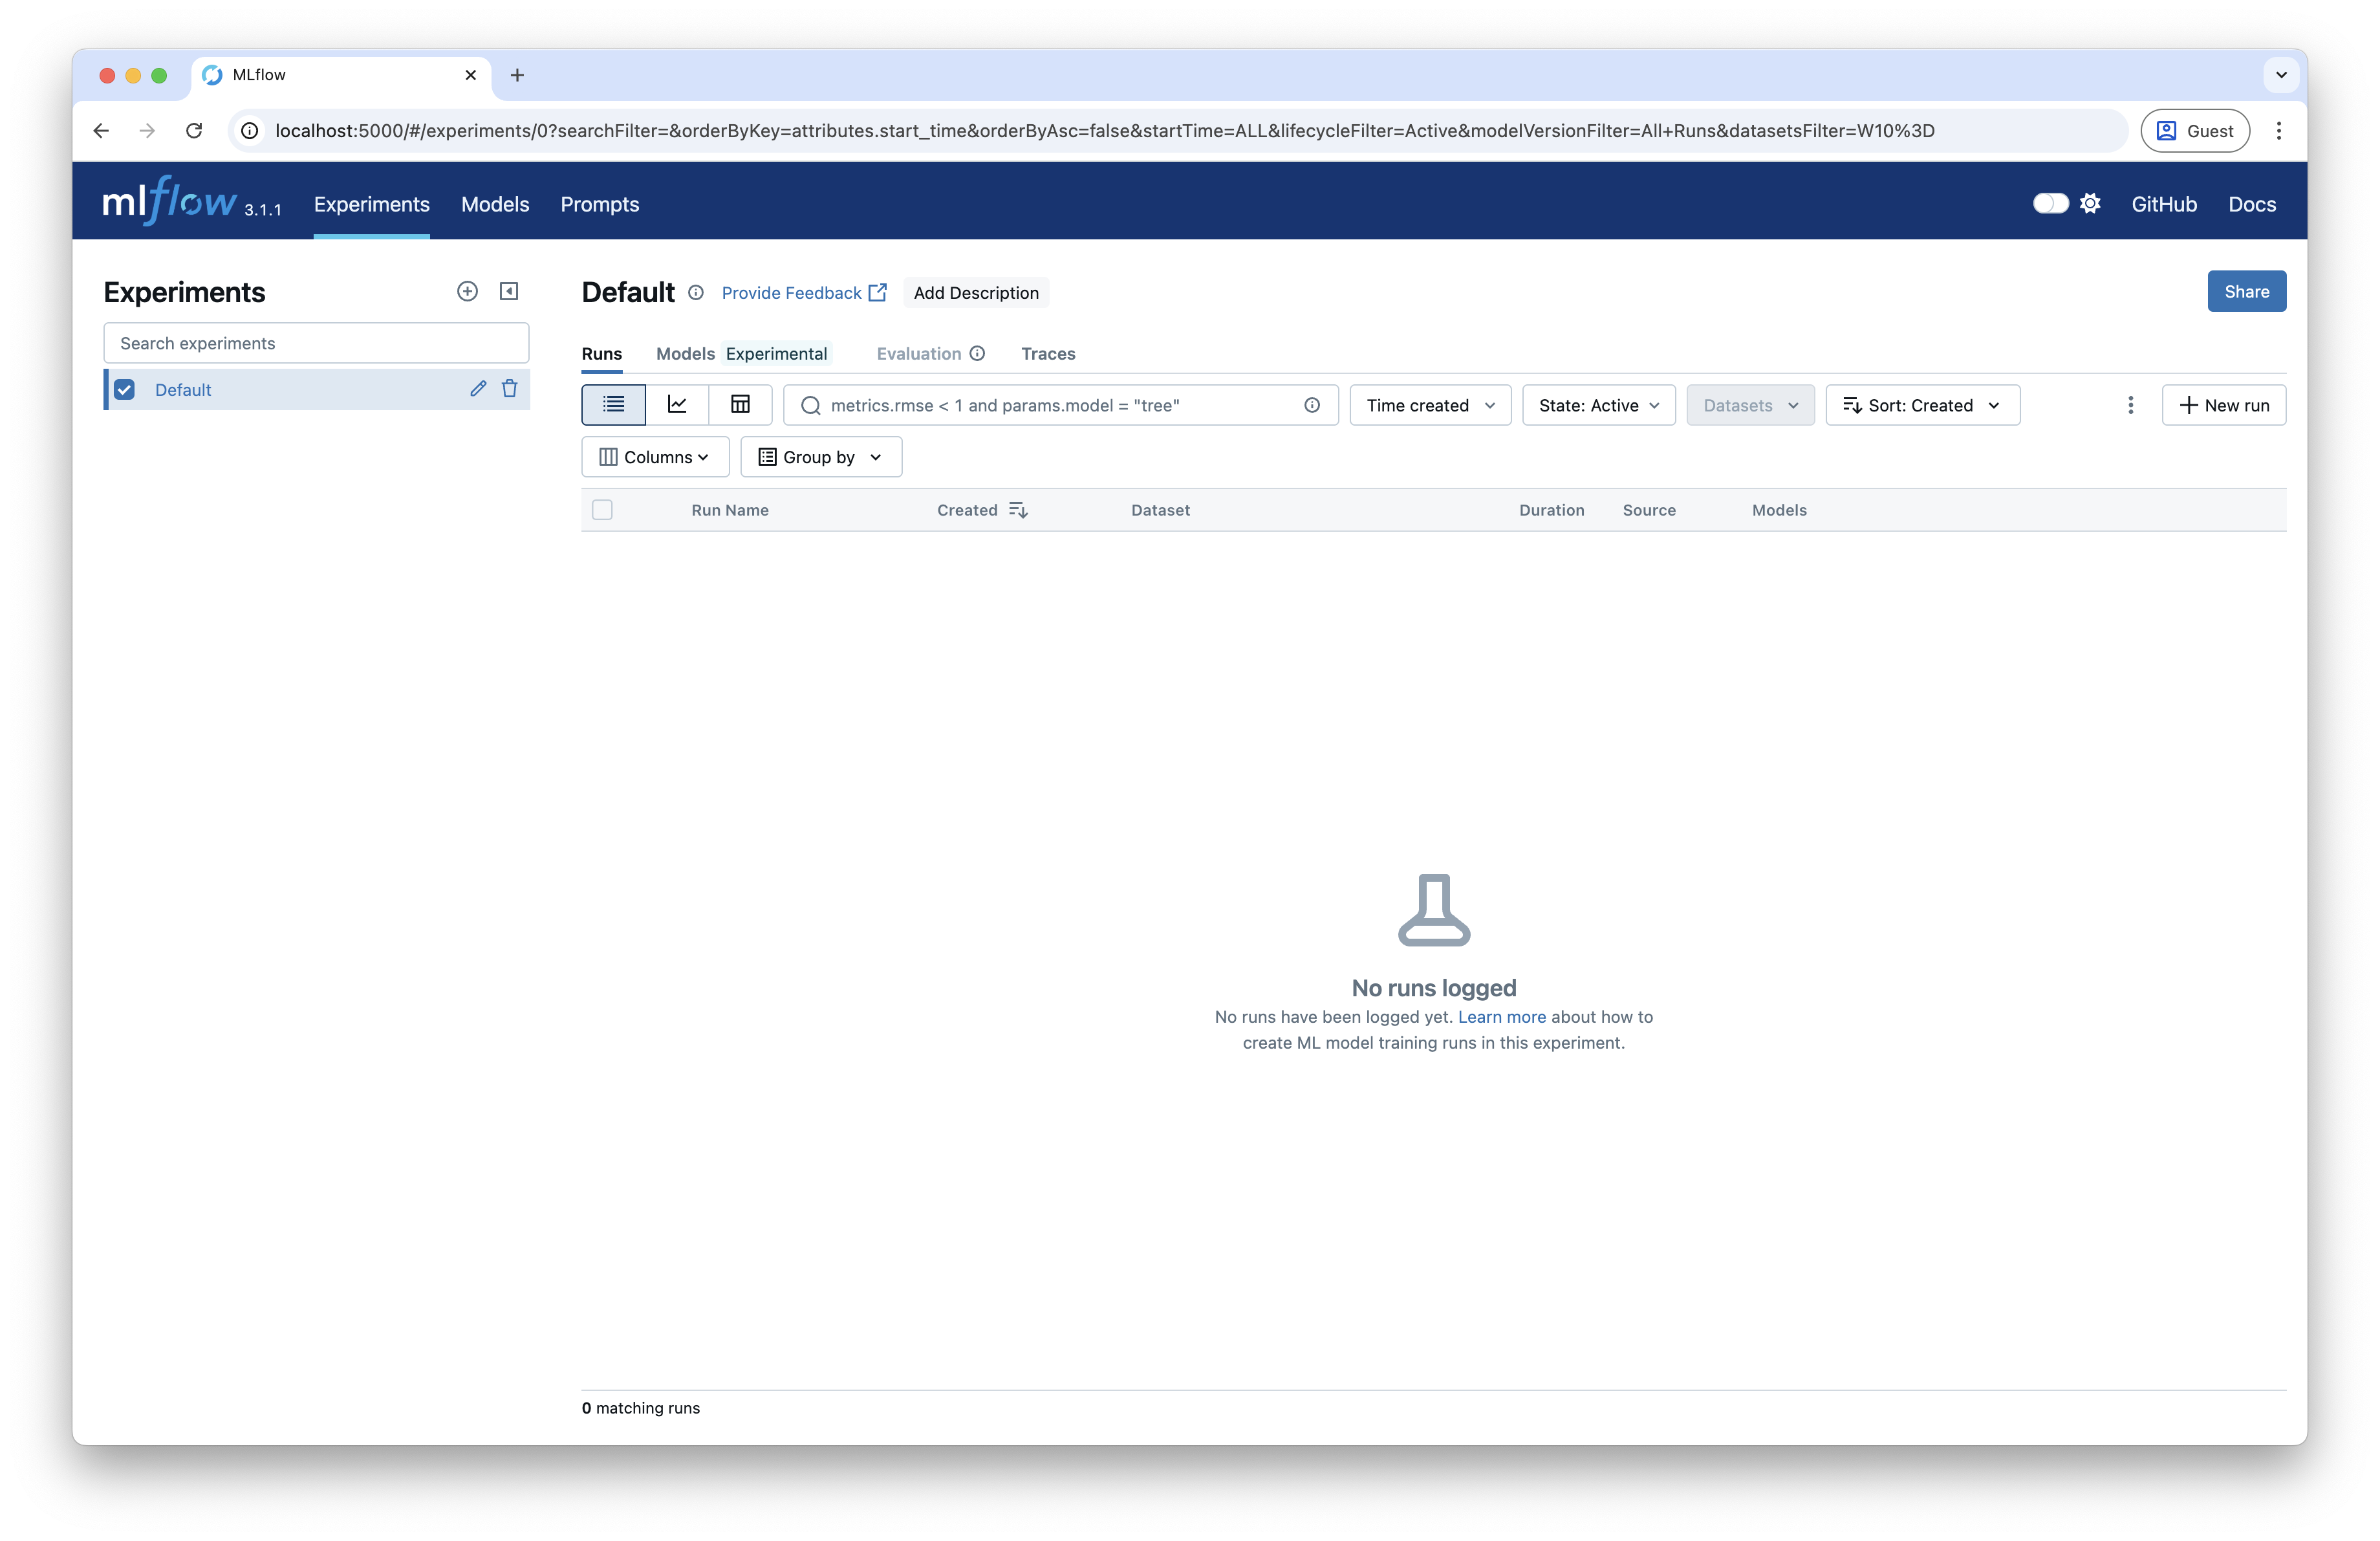 MLflow
localhost:5000/#/experiments/0?searchFilter=&orderByKey=attributes.start_time&orderByAsc=false&startTime=ALL&lifecycleFilter=Active&modelVersionFilter=All+Runs&datasetsFilter=W10%3D
Guest
mlflow 3.1.1 Experiments Models Prompts GitHub Docs
Experiments
Search experiments
Default
Default Provide Feedback Add Description Share
Runs Models Experimental Evaluation Traces
metrics.rmse < 1 and params.model = "tree" Time created State: Active Datasets Sort: Created New run
Columns Group by
Run Name Created Dataset Duration Source Models
No runs logged
No runs have been logged yet. Learn more about how to
create ML model training runs in this experiment.
0 matching runs